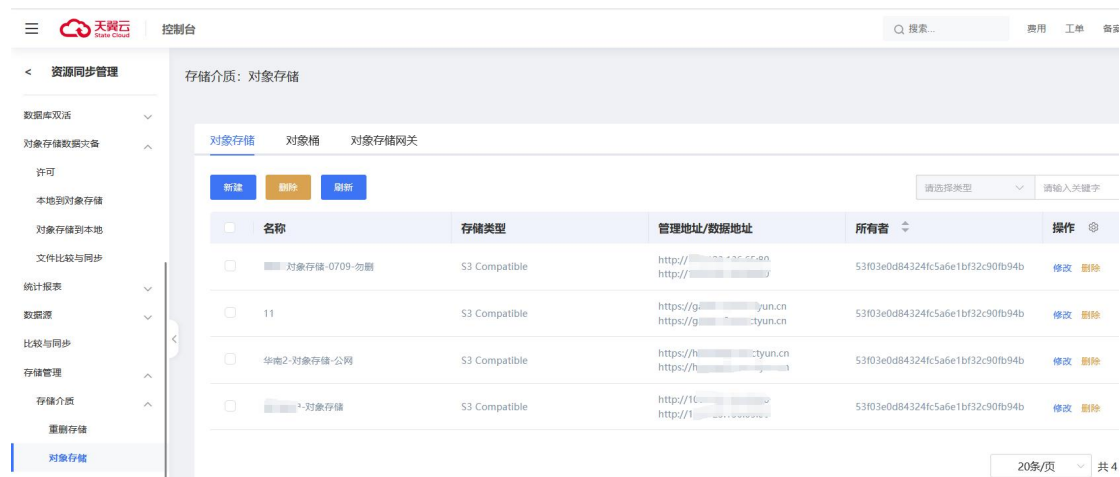 天翼云
State Cloud
控制台
搜索...
费用
工单
备案
< 资源同步管理
存储介质：对象存储
数据库双活
对象存储数据灾备
许可
本地到对象存储
对象存储到本地
文件比较与同步
统计报表
数据源
比较与同步
存储管理
存储介质
重删存储
对象存储
对象存储 对象桶 对象存储网关
新建 删除 刷新
请选择类型 请输入关键字
名称 存储类型 管理地址/数据地址 所有者 操作
对象存储-0709-勿删 S3 Compatible http:// 53f03e0d84324fc5a6e1bf32c90fb94b 修改 删除
http://
11 S3 Compatible https://g yun.cn 53f03e0d84324fc5a6e1bf32c90fb94b 修改 删除
https://g ctyun.cn
华南2-对象存储-公网 S3 Compatible https://h ctyun.cn 53f03e0d84324fc5a6e1bf32c90fb94b 修改 删除
https://h
-对象存储 S3 Compatible http://10 53f03e0d84324fc5a6e1bf32c90fb94b 修改 删除
http://1
20条/页 共 4